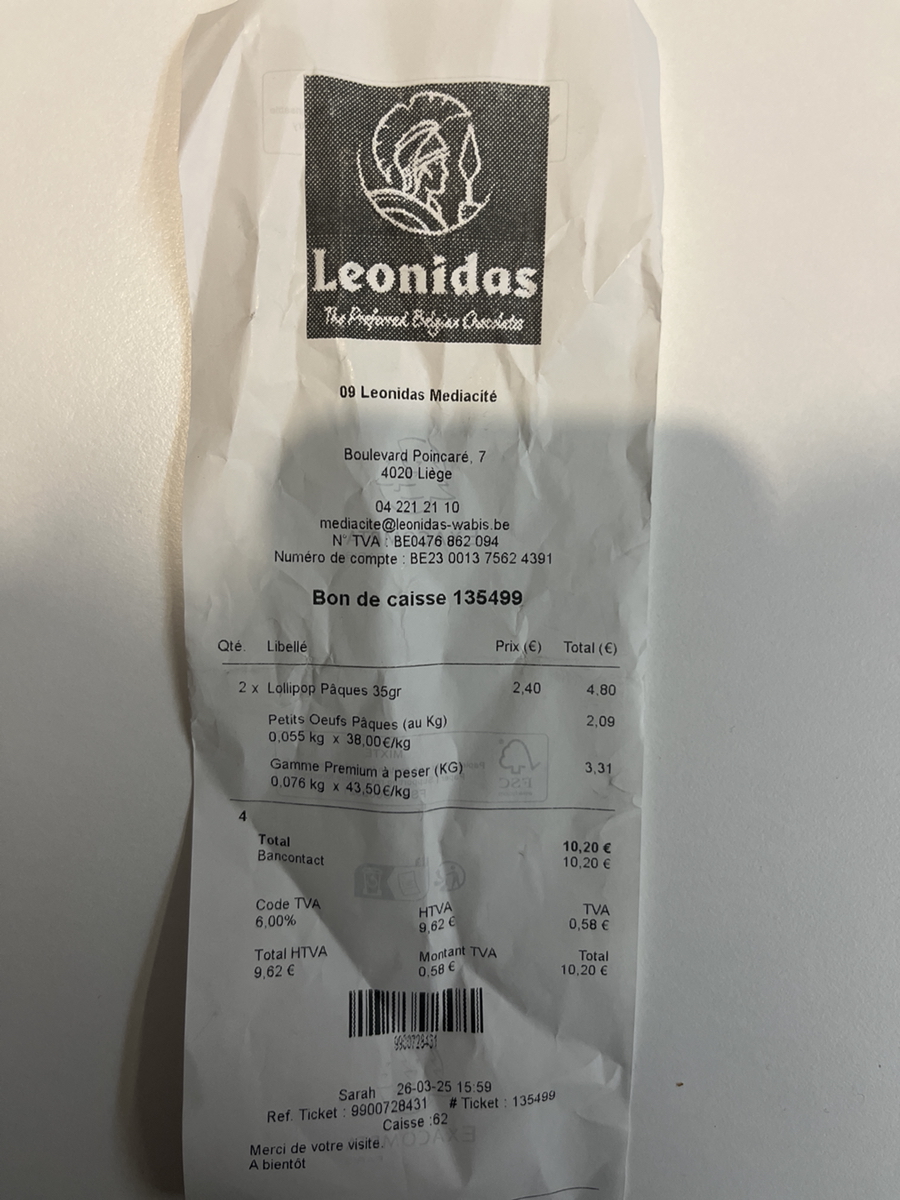 Leonidas
The Preferred Belgian Chocolates
09 Leonidas Mediacité
Boulevard Poincaré, 7
4020 Liège
04 221 21 10
mediacite@leonidas-wabis.be
N° TVA : BE0476 862 094
Numéro de compte : BE23 0013 7562 4391
Bon de caisse 135499
Qté. Libellé Prix (€) Total (€)
2 x Lollipop Pâques 35gr 2,40 4,80
Petits Oeufs Pâques (au Kg) 2,09
0,055 kg x 38,00€/kg
Gamme Premium à peser (KG) 3,31
0,076 kg x 43,50€/kg
4
Total 10,20 €
Bancontact 10,20 €
Code TVA HTVA TVA
6,00% 9,62 € 0,58 €
Total HTVA Montant TVA Total
9,62 € 0,58 € 10,20 €
9900728431
Sarah 26-03-25 15:59
Ref. Ticket : 9900728431 # Ticket : 135499
Caisse :62
Merci de votre visite.
A bientôt